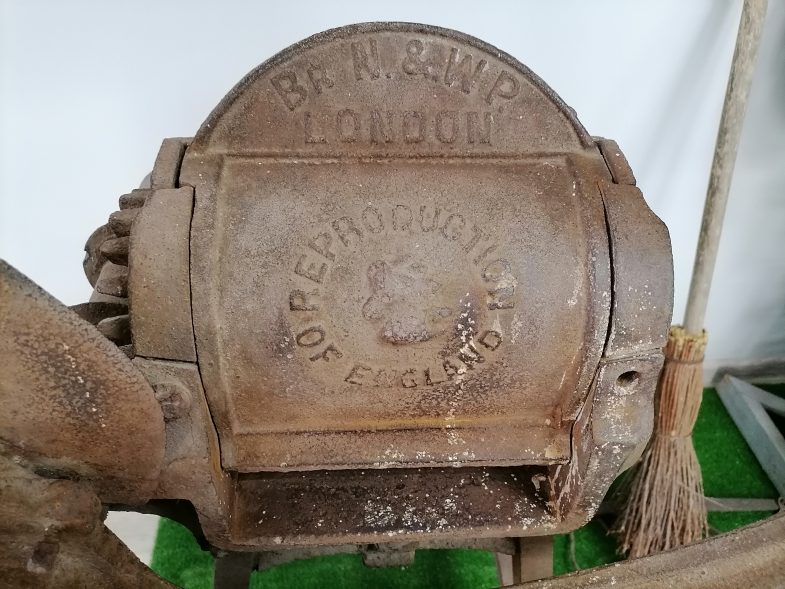 BR N. & W P.
LONDON
REPRODUCTION
OF ENGLAND